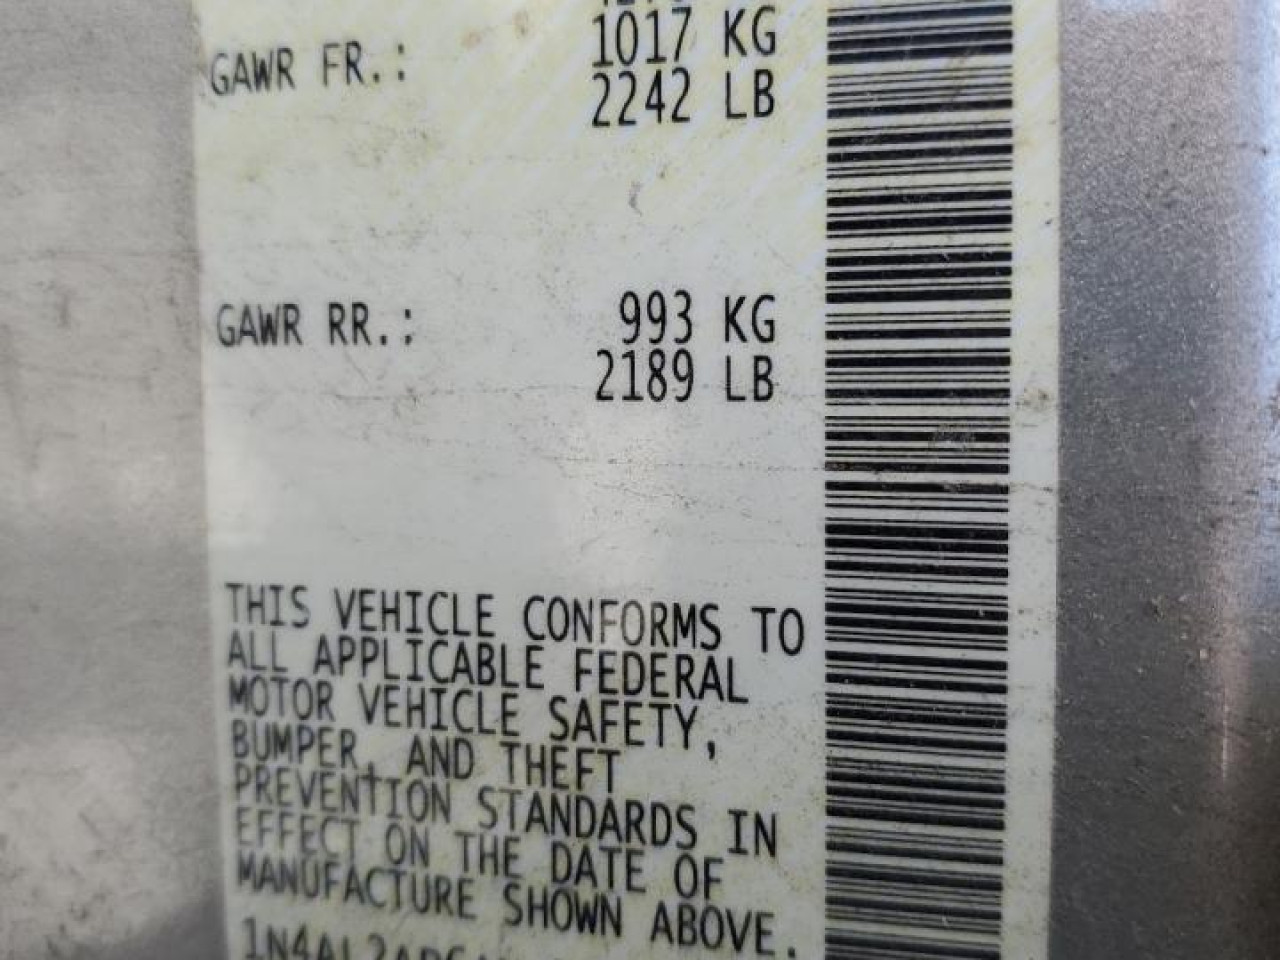 1017 KG
GAWR FR.:
2242 LB
GAWR RR.:
993 KG
2189 LB
THIS VEHICLE CONFORMS TO
ALL APPLICABLE FEDERAL
MOTOR VEHICLE SAFETY,
BUMPER, AND THEFT
PREVENTION STANDARDS IN
EFFECT ON THE DATE OF
MANUFACTURE SHOWN ABOVE.